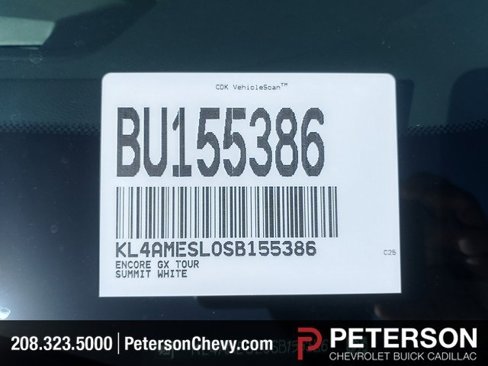 CDK VehicleScan™
BU155386
KL4AMESL0SB155386
ENCORE GX TOUR
SUMMIT WHITE
C25
208.323.5000 | PetersonChevy.com
PETERSON
CHEVROLET BUICK CADILLAC